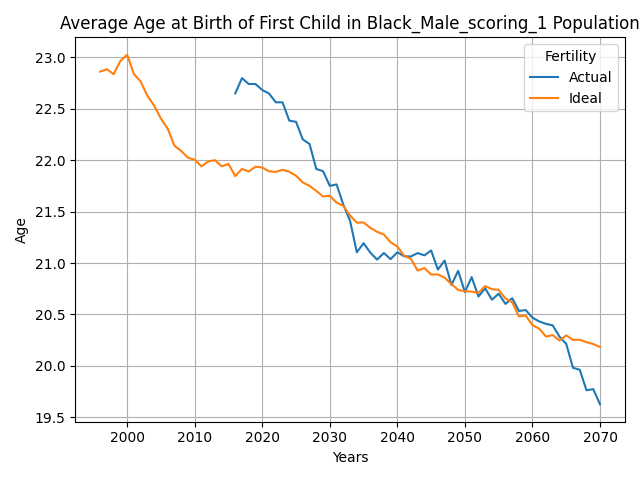 Average Age at Birth of First Child in Black_Male_scoring_1 Population
Fertility
Actual
Ideal
Age
23.0
22.5
22.0
21.5
21.0
20.5
20.0
19.5
2000 2010 2020 2030 2040 2050 2060 2070
Years